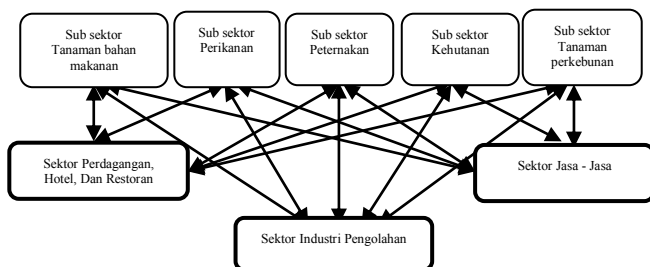 Sub sektor
Tanaman bahan
makanan
Sub sektor
Perikanan
Sub sektor
Peternakan
Sub sektor
Kehutanan
Sub sektor
Tanaman
perkebunan
Sektor Perdagangan,
Hotel, Dan Restoran
Sektor Jasa - Jasa
Sektor Industri Pengolahan